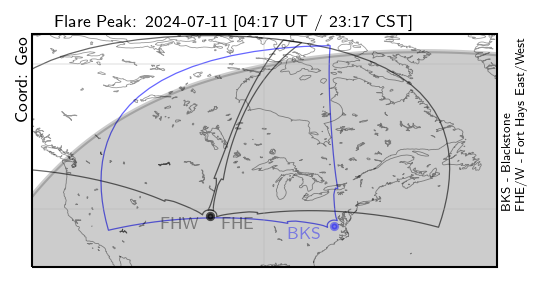 Flare Peak: 2024-07-11 [04:17 UT / 23:17 CST]
Coord: Geo
FHW
FHE
BKS
BKS - Blackstone
FHE/W - Fort Hays East/West